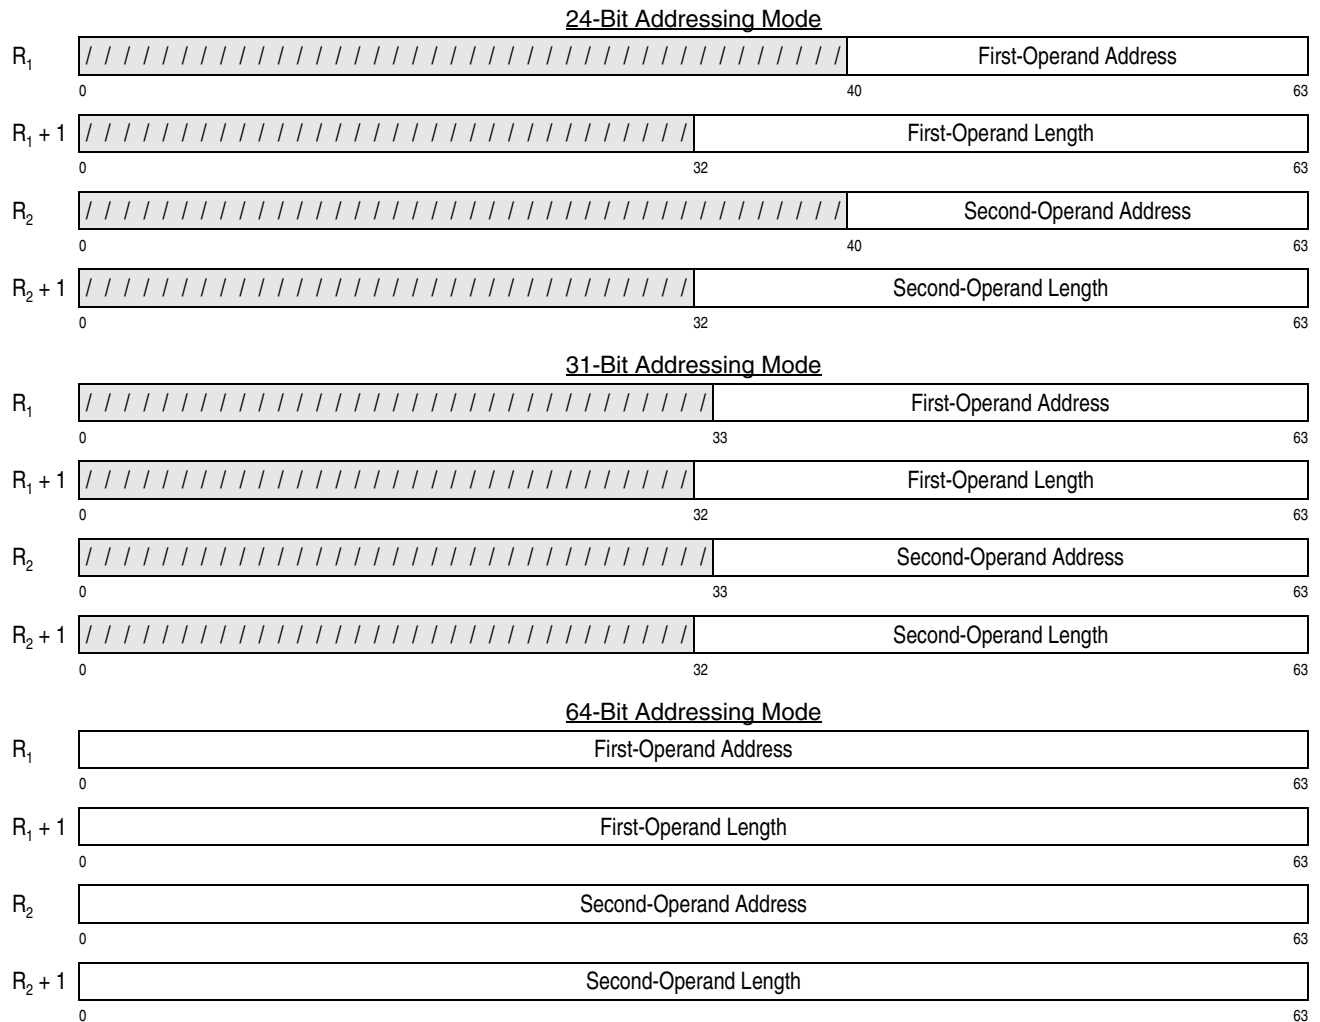 24-Bit Addressing Mode
R₁ / / / / / / / / / / / / / / / / / / / / / / / / / / / / / / / / / / / / / / / / First-Operand Address
0 40 63
R₁ + 1 / / / / / / / / / / / / / / / / / / / / / / / / / / / / / / / / First-Operand Length
0 32 63
R₂ / / / / / / / / / / / / / / / / / / / / / / / / / / / / / / / / / / / / / / / / Second-Operand Address
0 40 63
R₂ + 1 / / / / / / / / / / / / / / / / / / / / / / / / / / / / / / / / Second-Operand Length
0 32 63
31-Bit Addressing Mode
R₁ / / / / / / / / / / / / / / / / / / / / / / / / / / / / / / / / / First-Operand Address
0 33 63
R₁ + 1 / / / / / / / / / / / / / / / / / / / / / / / / / / / / / / / / First-Operand Length
0 32 63
R₂ / / / / / / / / / / / / / / / / / / / / / / / / / / / / / / / / / Second-Operand Address
0 33 63
R₂ + 1 / / / / / / / / / / / / / / / / / / / / / / / / / / / / / / / / Second-Operand Length
0 32 63
64-Bit Addressing Mode
R₁ First-Operand Address
0 63
R₁ + 1 First-Operand Length
0 63
R₂ Second-Operand Address
0 63
R₂ + 1 Second-Operand Length
0 63